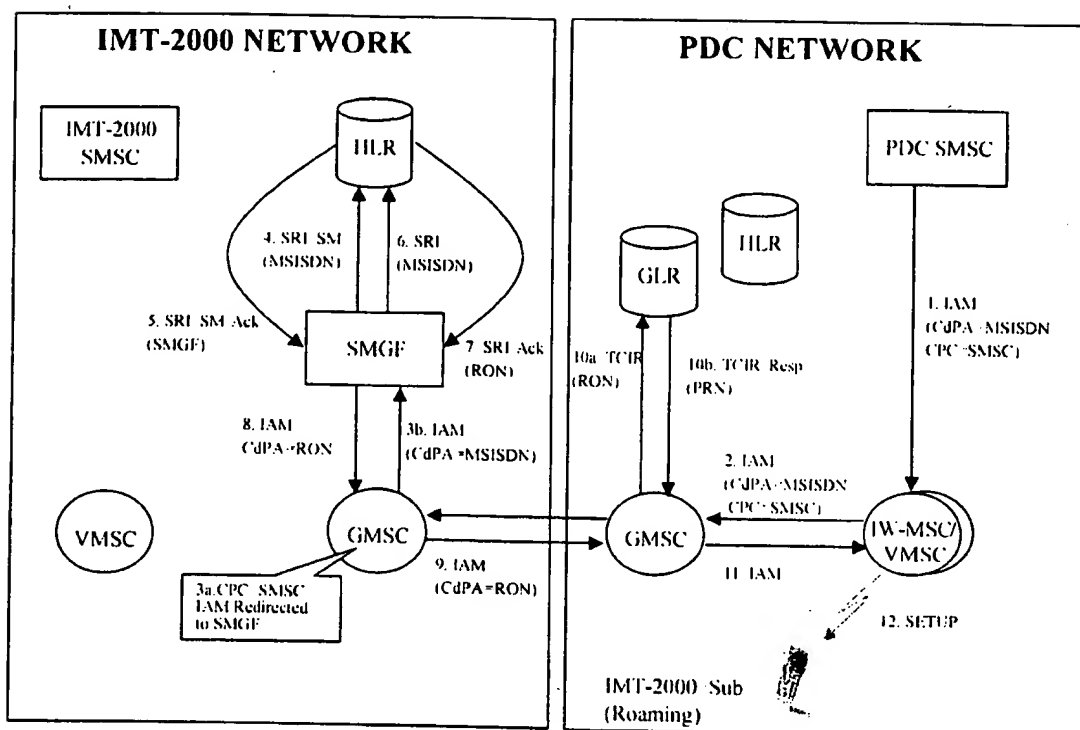 IMT-2000 NETWORK
IMT-2000
SMSC
HLR
4. SRI SM
(MSISDN)
6. SRI
(MSISDN)
5. SRI SM Ack
(SMGF)
SMGF
7 SRI Ack
(RON)
8. IAM
CdPA=RON
3b. IAM
(CdPA=MSISDN)
VMSC
GMSC
3a.CPC SMSC
IAM Redirected
to SMGF
9. IAM
(CdPA=RON)
PDC NETWORK
PDC SMSC
HLR
GLR
1. IAM
(CdPA=MSISDN
CPC=SMSC)
10a TCIR
(RON)
10b. TCIR Resp
(PRN)
2. IAM
(CdPA=MSISDN
CPC=SMSC)
GMSC
IW-MSC/
VMSC
11. IAM
12. SETUP
IMT-2000 Sub
(Roaming)